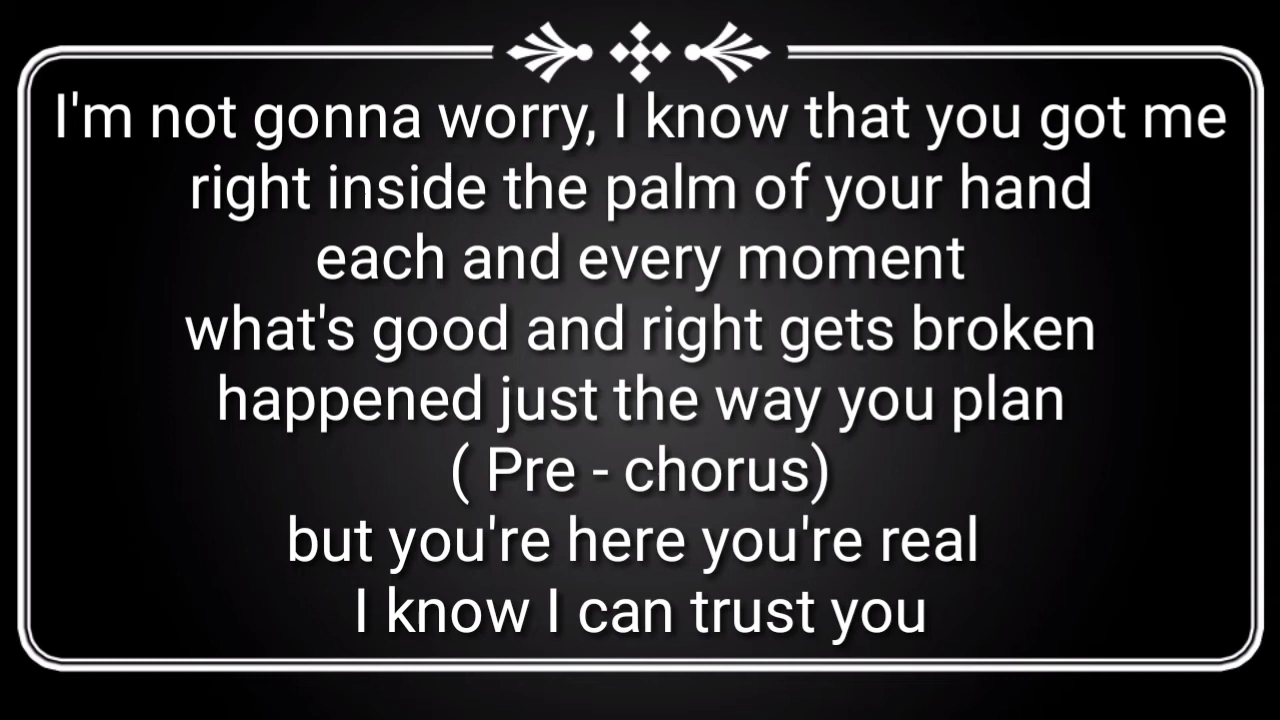 I'm not gonna worry, I know that you got me
right inside the palm of your hand
each and every moment
what's good and right gets broken
happened just the way you plan
( Pre - chorus)
but you're here you're real
I know I can trust you